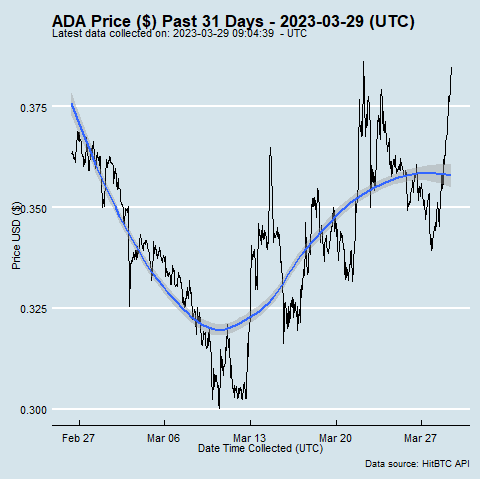 ADA Price ($) Past 31 Days - 2023-03-29 (UTC)
Latest data collected on: 2023-03-29 09:04:39 - UTC
0.375
0.350
0.325
0.300
Price USD ($)
Feb 27 Mar 06 Mar 13 Mar 20 Mar 27
Date Time Collected (UTC)
Data source: HitBTC API